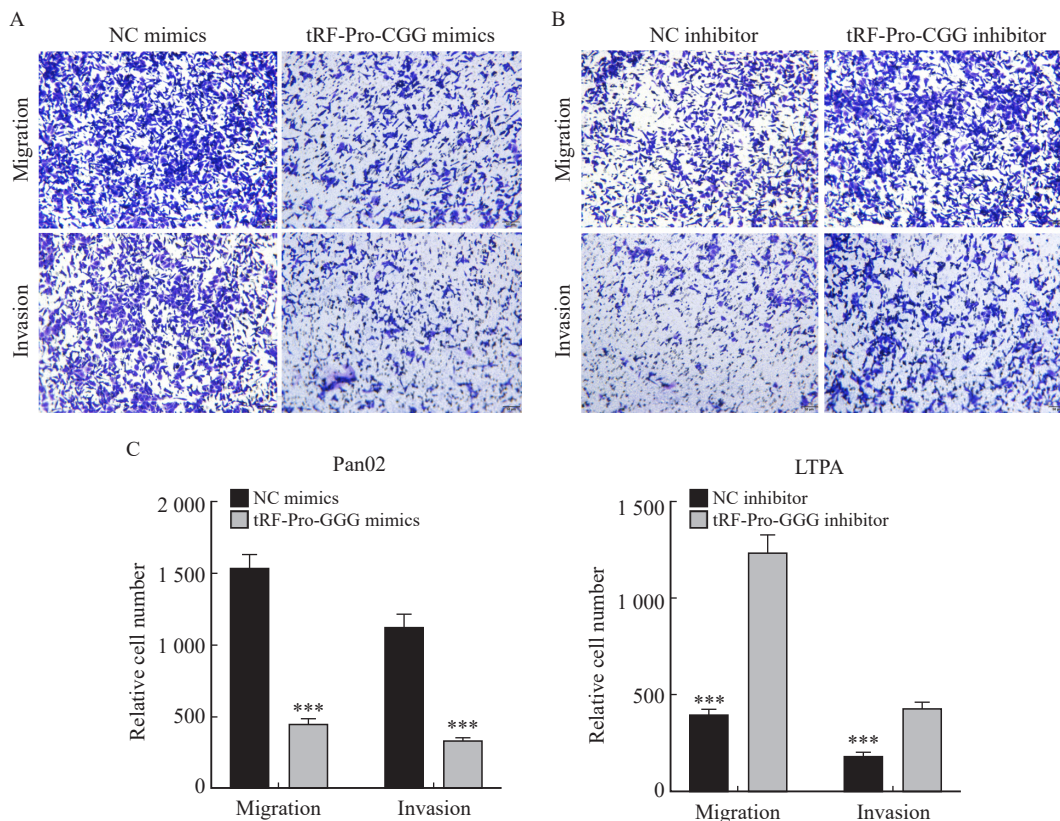 A
NC mimics
tRF-Pro-CGG mimics
Migration
Invasion
B
NC inhibitor
tRF-Pro-CGG inhibitor
Migration
Invasion
C
Pan02
NC mimics
tRF-Pro-GGG mimics
Relative cell number
2 000
1 500
1 000
500
0
***
***
Migration
Invasion
LTPA
NC inhibitor
tRF-Pro-GGG inhibitor
Relative cell number
1 500
1 000
500
0
***
***
Migration
Invasion